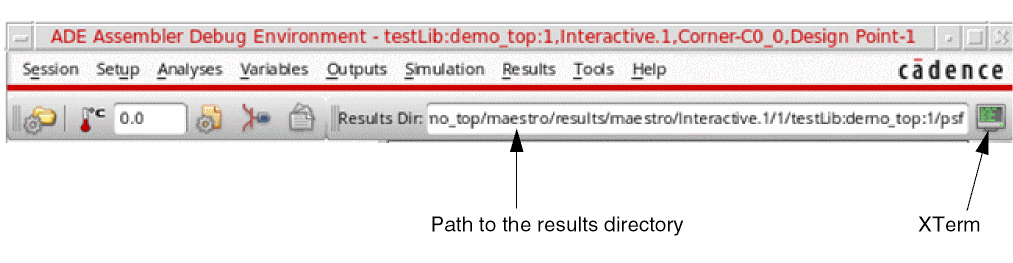 ADE Assembler Debug Environment - testLib:demo_top:1,Interactive.1,Corner-C0_0,Design Point-1
Session Setup Analyses Variables Outputs Simulation Results Tools Help cādence
°C 0.0 Results Dir: no_top/maestro/results/maestro/Interactive.1/1/testLib:demo_top:1/psf
Path to the results directory XTerm